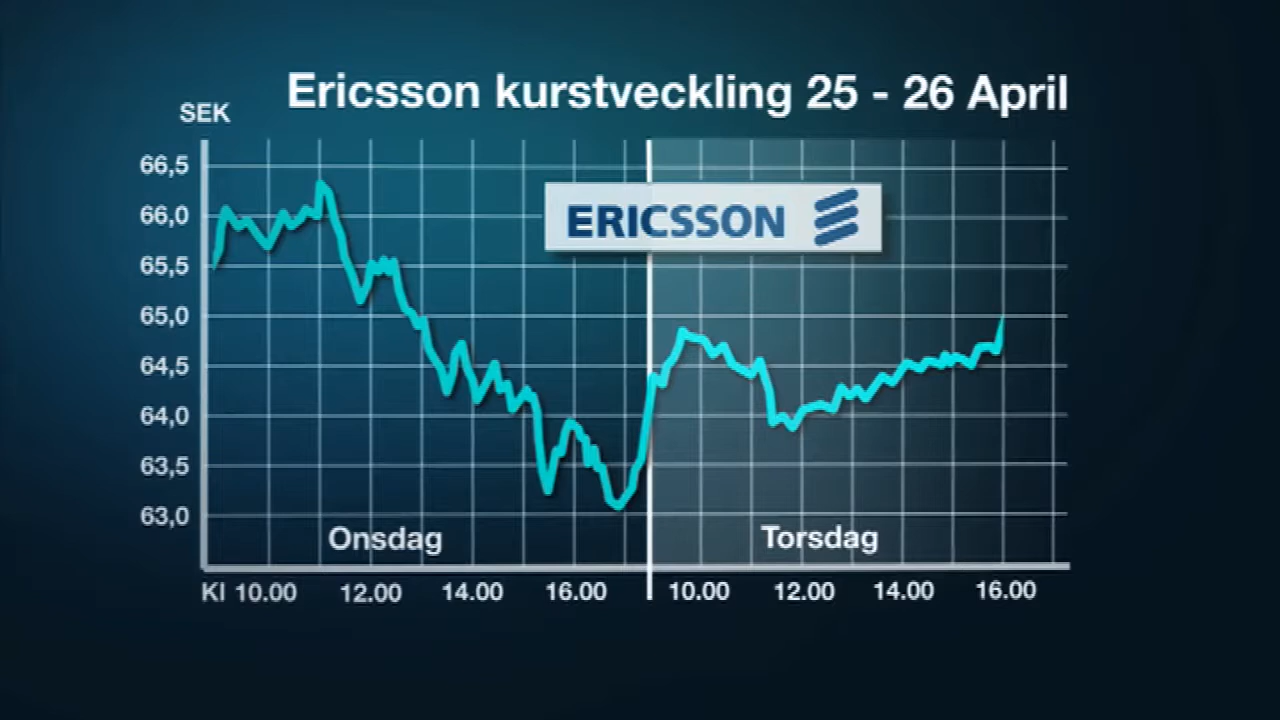 Ericsson kurstveckling 25 - 26 April
SEK
66,5
66,0
65,5
65,0
64,5
64,0
63,5
63,0
ERICSSON
Onsdag
Torsdag
Kl 10.00 12.00 14.00 16.00 10.00 12.00 14.00 16.00